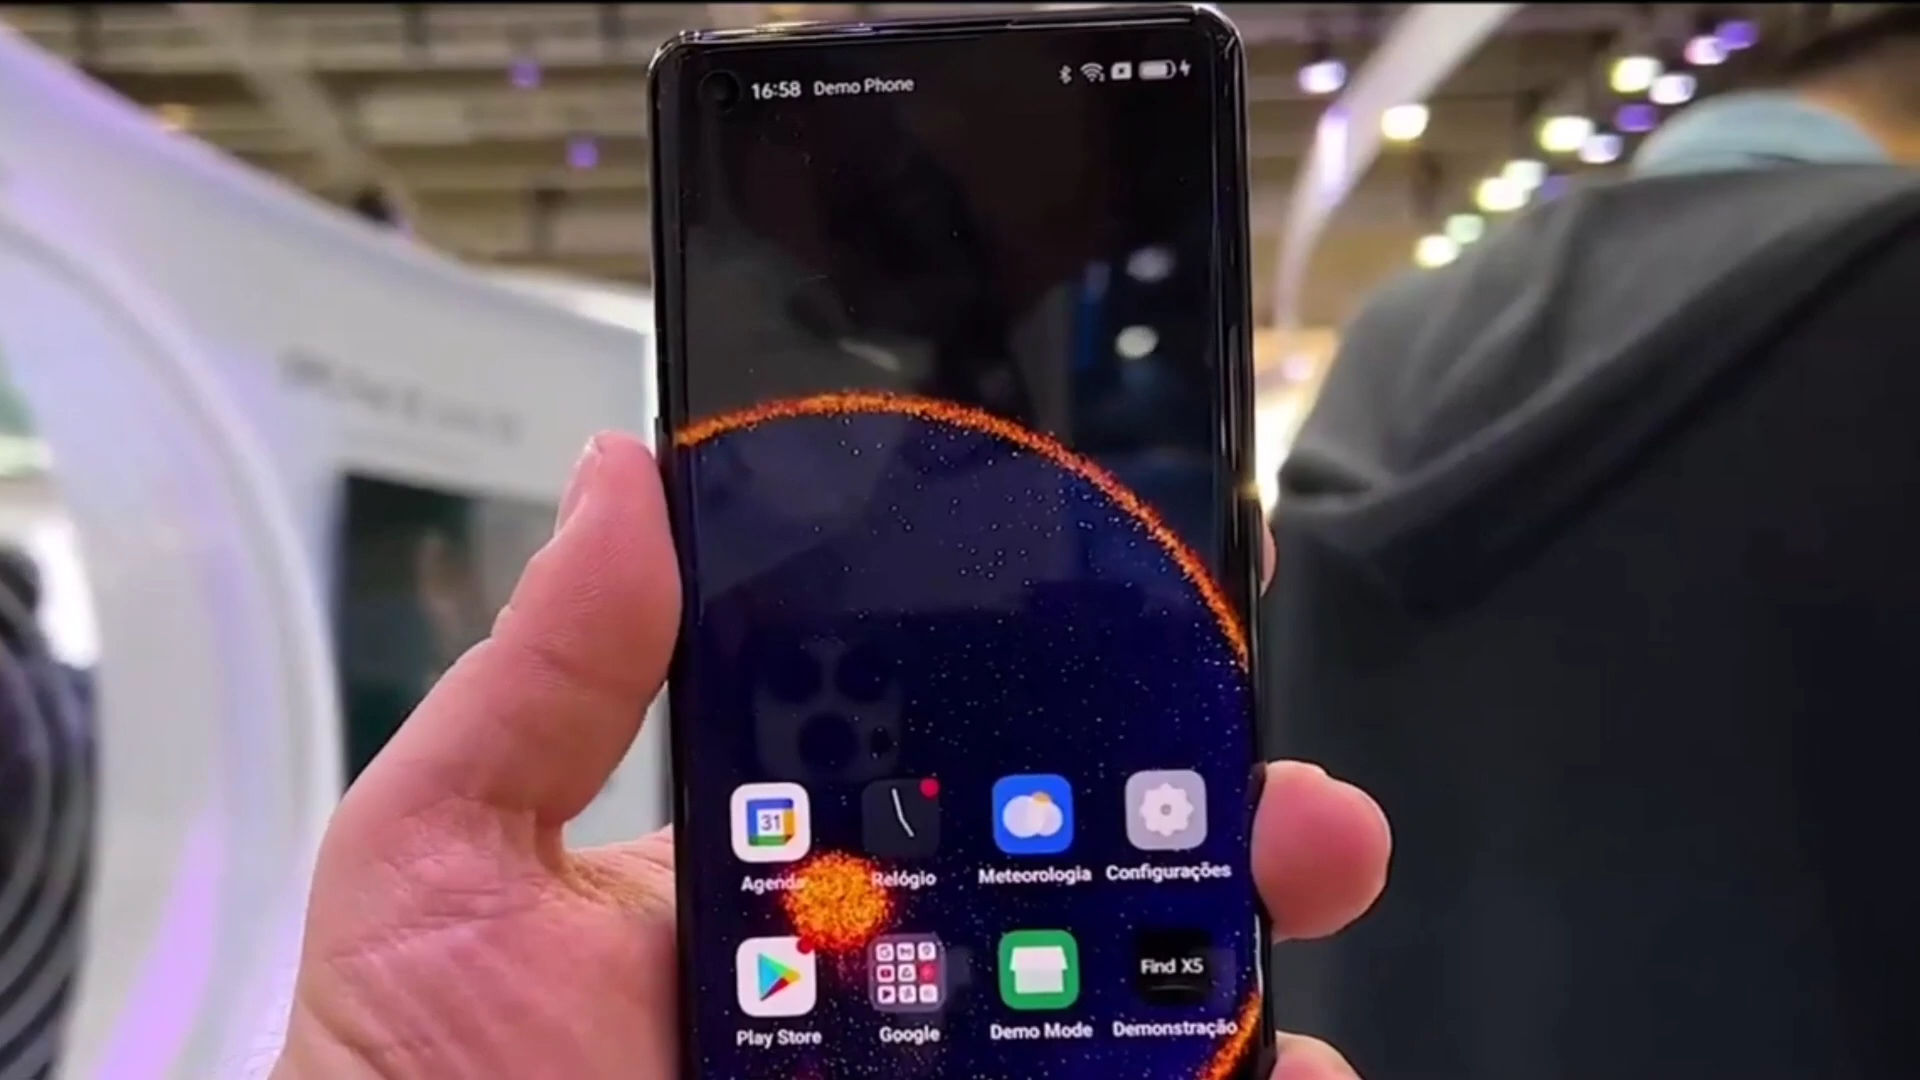 16:58 Demo Phone
31
Agenda Relógio Meteorologia Configurações
Find X5
Play Store Google Demo Mode Demonstração